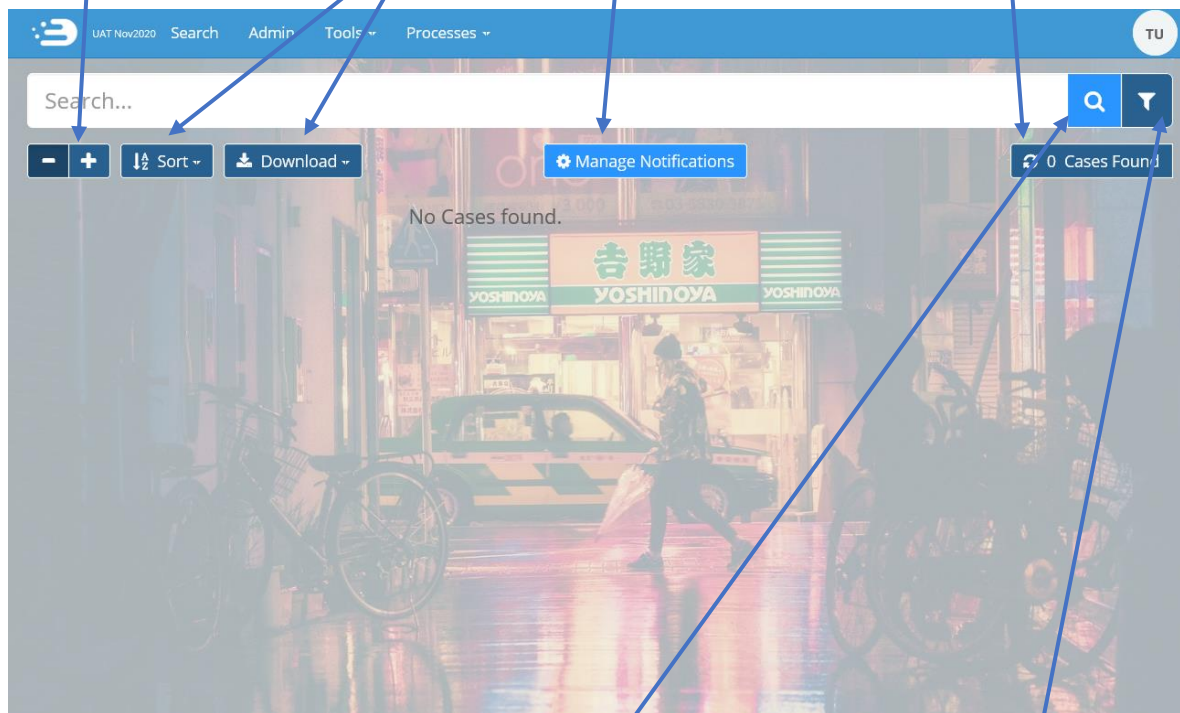 UAT Nov2020 Search Admin Tools Processes TU
Search...
Sort Download Manage Notifications 0 Cases Found
No Cases found.
吉野家
YOSHINOYA YOSHINOYA YOSHINOYA